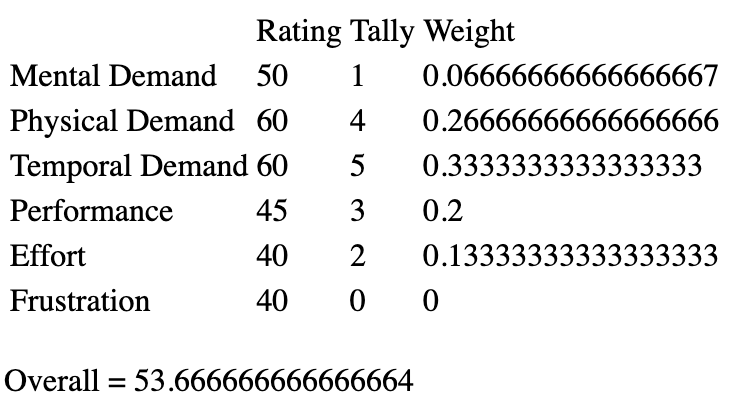 Rating Tally Weight
Mental Demand 50 1 0.06666666666666667
Physical Demand 60 4 0.26666666666666666
Temporal Demand 60 5 0.3333333333333333
Performance 45 3 0.2
Effort 40 2 0.13333333333333333
Frustration 40 0 0
Overall = 53.666666666666664